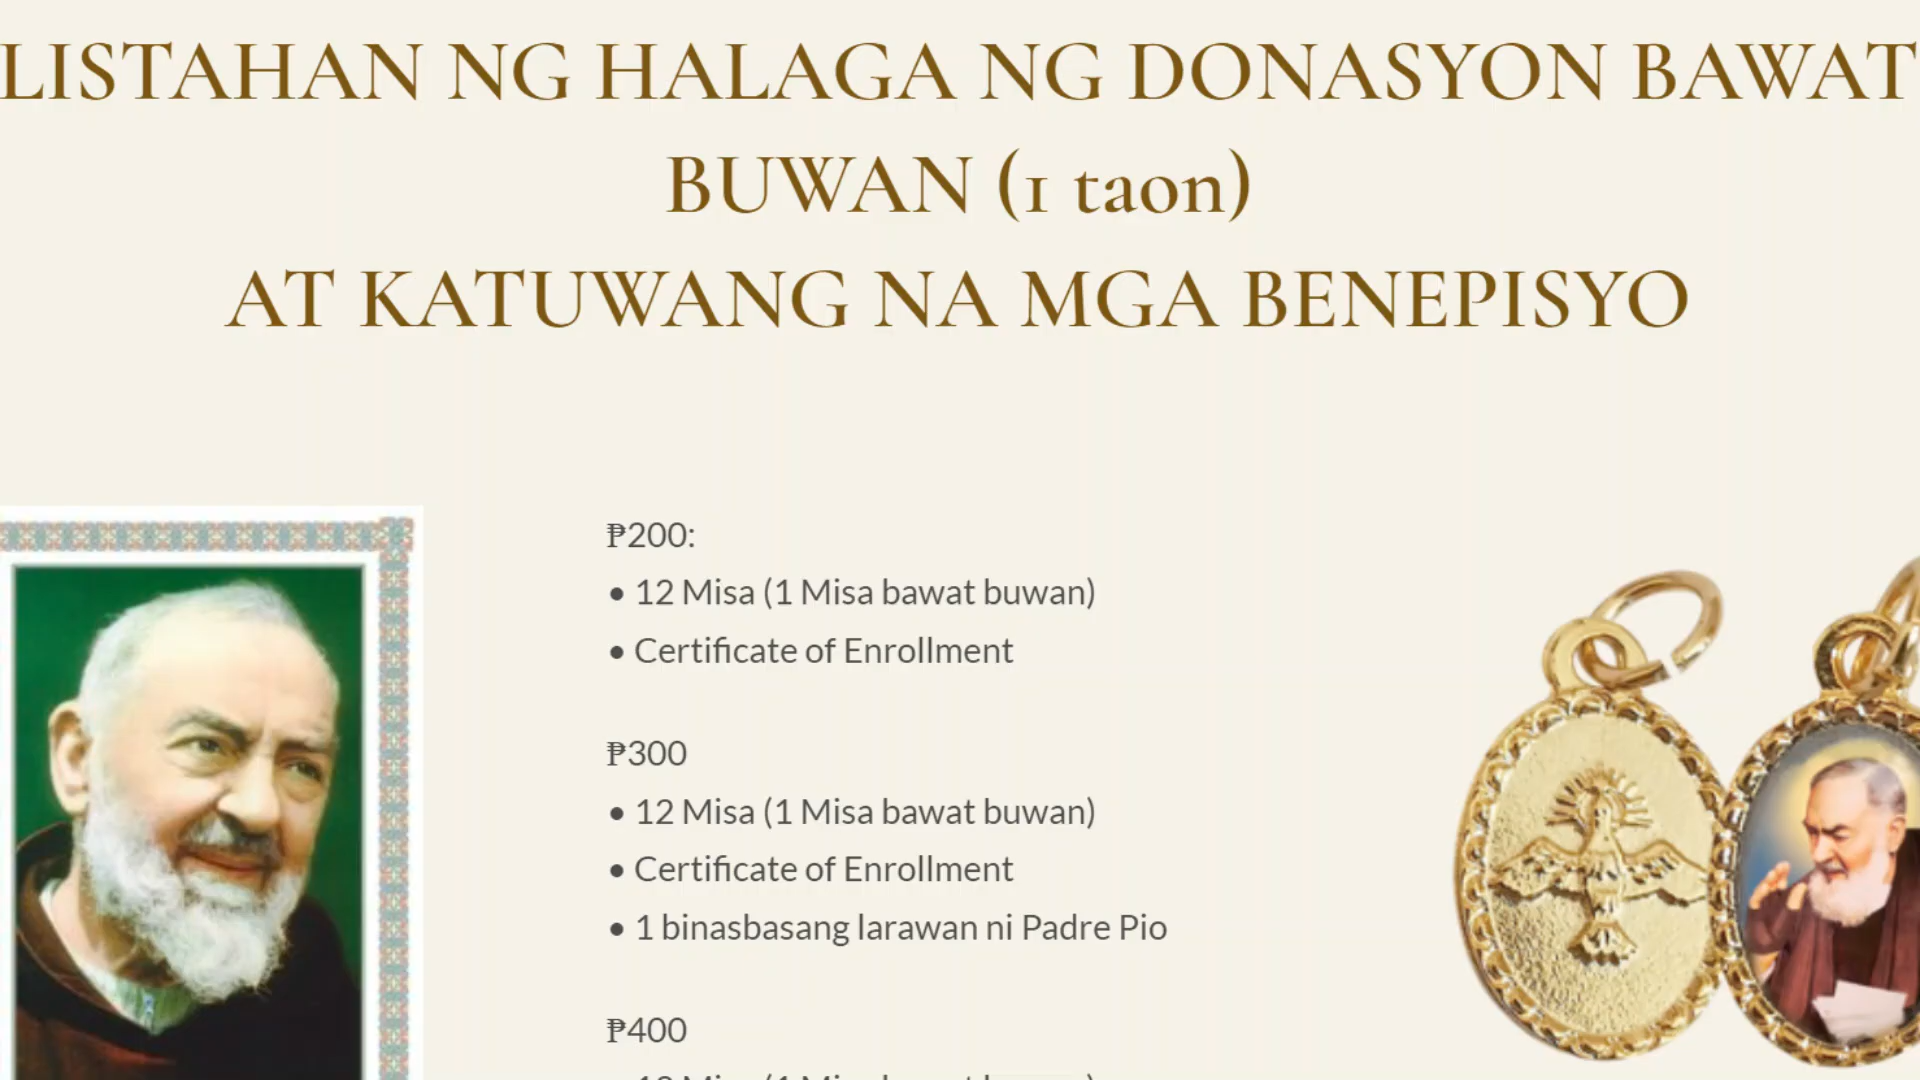 LISTAHAN NG HALAGA NG DONASYON BAWAT
BUWAN (1 taon)
AT KATUWANG NA MGA BENEPISYO
₱200:
• 12 Misa (1 Misa bawat buwan)
• Certificate of Enrollment
₱300
• 12 Misa (1 Misa bawat buwan)
• Certificate of Enrollment
• 1 binasbasang larawan ni Padre Pio
₱400